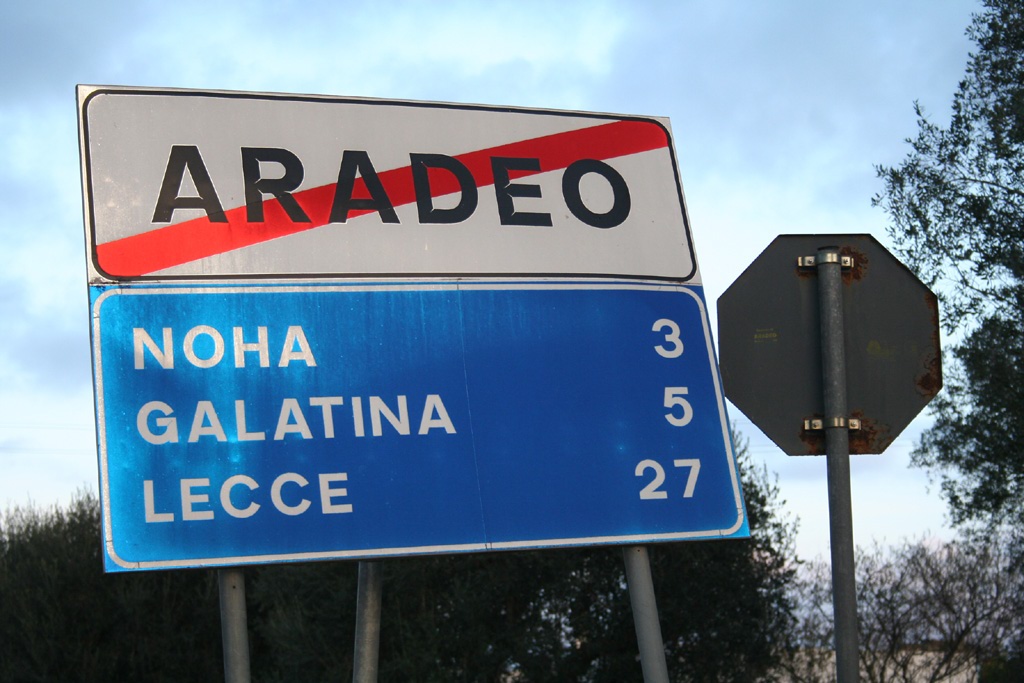 ARADEO
NOHA 3
GALATINA 5
LECCE 27